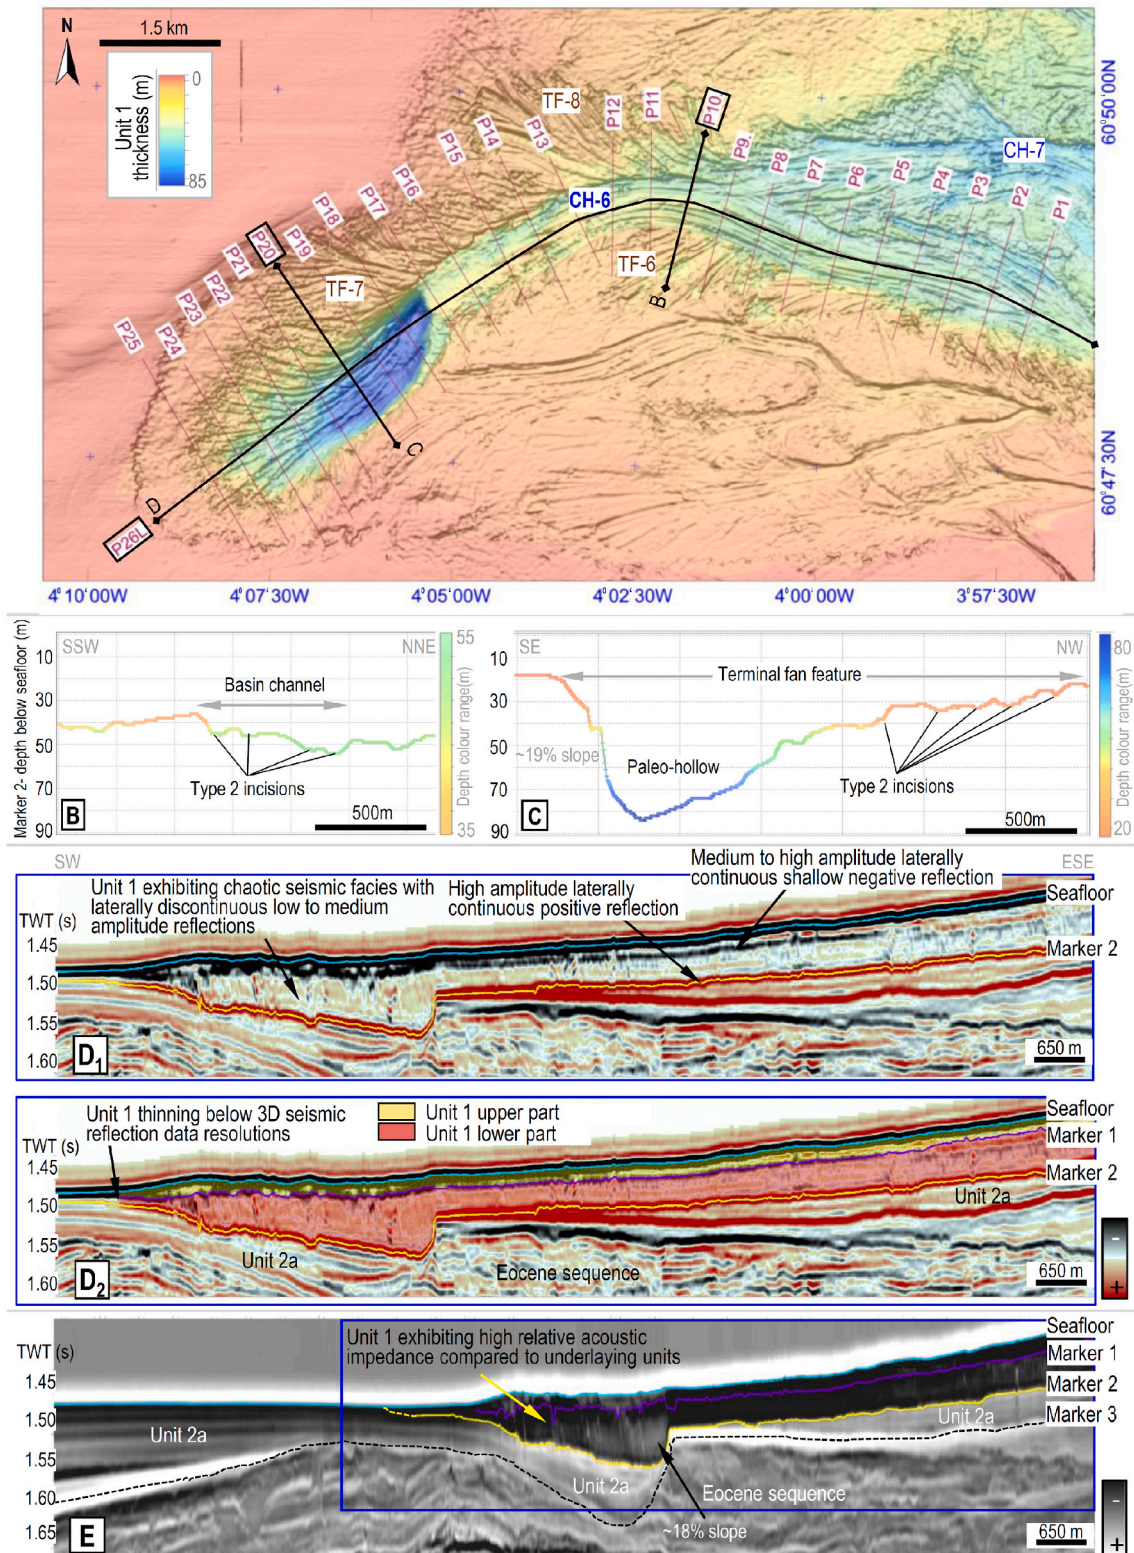 N
1.5 km
Unit 1
thickness (m)
0
85
TF-8
P12
P11
P10
P13
P14
P15
P16
P17
P18
P19
P20
P21
P22
P23
P24
P25
P26L
P9.
P8
P7
P6
P5
P4
P3
P2
P1
CH-7
CH-6
TF-6
TF-7
B
C
D
60°50'00N
60°47'30N
4°10'00W
4°07'30W
4°05'00W
4°02'30W
4°00'00W
3°57'30W
Marker 2- depth below seafloor (m)
SSW
NNE
10
30
50
70
90
Basin channel
Type 2 incisions
B
500m
55
35
Depth colour range(m)
SE
NW
10
30
50
70
90
Terminal fan feature
~19% slope
Paleo-hollow
Type 2 incisions
C
500m
80
20
Depth colour range(m)
SW
ESE
Unit 1 exhibiting chaotic seismic facies with
laterally discontinuous low to medium
amplitude reflections
High amplitude laterally
continuous positive reflection
Medium to high amplitude laterally
continuous shallow negative reflection
Seafloor
Marker 2
TWT (s)
1.45
1.50
1.55
1.60
D1
650 m
Unit 1 thinning below 3D seismic
reflection data resolutions
Unit 1 upper part
Unit 1 lower part
Seafloor
Marker 1
Marker 2
TWT (s)
1.45
1.50
1.55
1.60
Unit 2a
Unit 2a
Eocene sequence
D2
650 m
-
+
Unit 1 exhibiting high relative acoustic
impedance compared to underlaying units
Seafloor
Marker 1
Marker 2
Marker 3
TWT (s)
1.45
1.50
1.55
1.60
1.65
Unit 2a
Unit 2a
Unit 2a
Eocene sequence
~18% slope
E
650 m
-
+